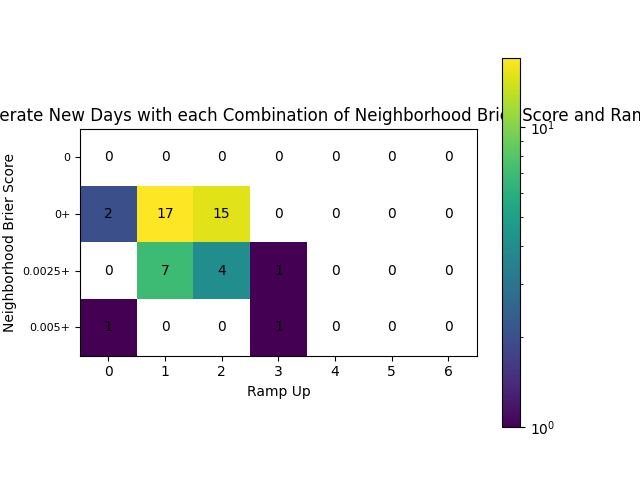 erate New Days with each Combination of Neighborhood Brier Score and Ram
Neighborhood Brier Score
0 0 0 0 0 0 0 0
0+ 2 17 15 0 0 0 0
0.0025+ 0 7 4 1 0 0 0
0.005+ 1 0 0 1 0 0 0
0 1 2 3 4 5 6
Ramp Up
10¹
10⁰